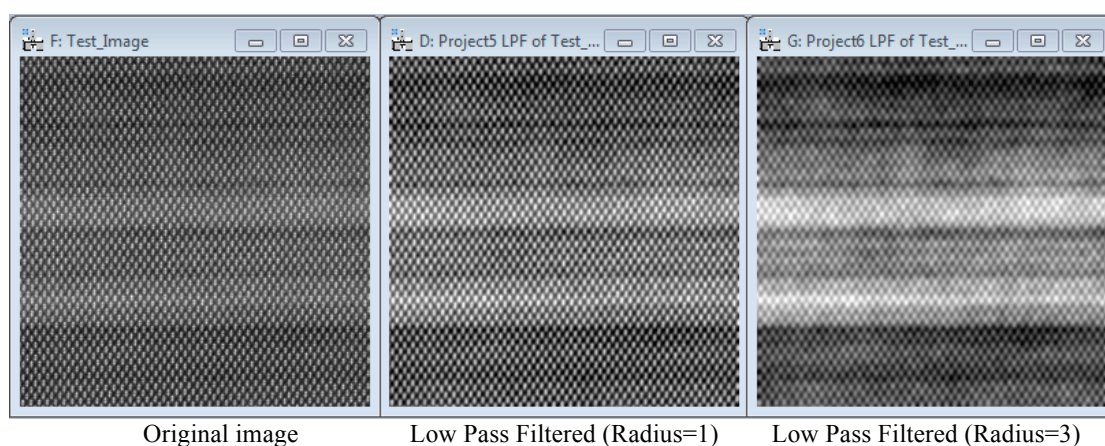 F: Test_Image
D: Project5 LPF of Test_...
G: Project6 LPF of Test_...
Original image
Low Pass Filtered (Radius=1)
Low Pass Filtered (Radius=3)